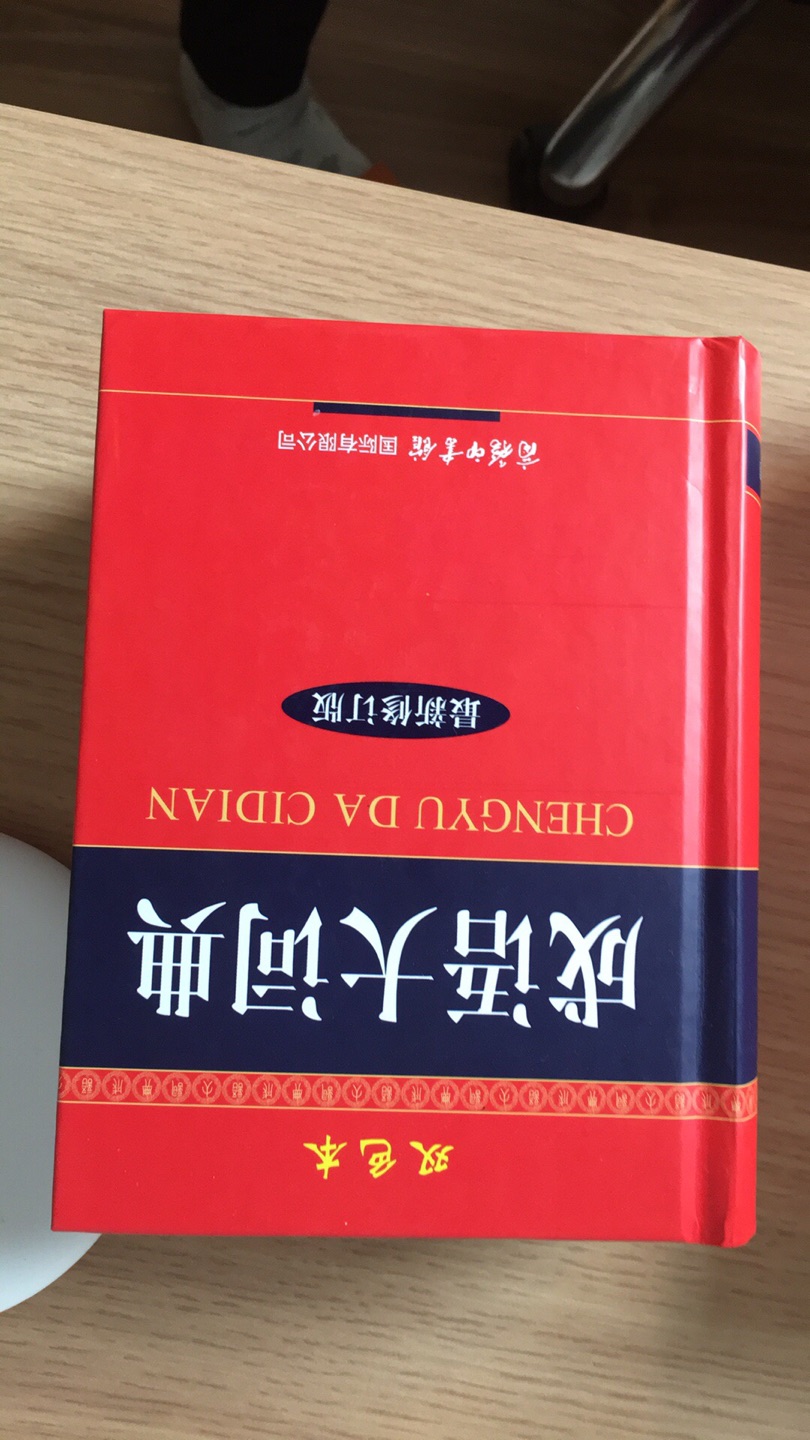 双色本
成语大词典
CHENGYU DA CIDIAN
最新修订版
商务印书馆 国际有限公司